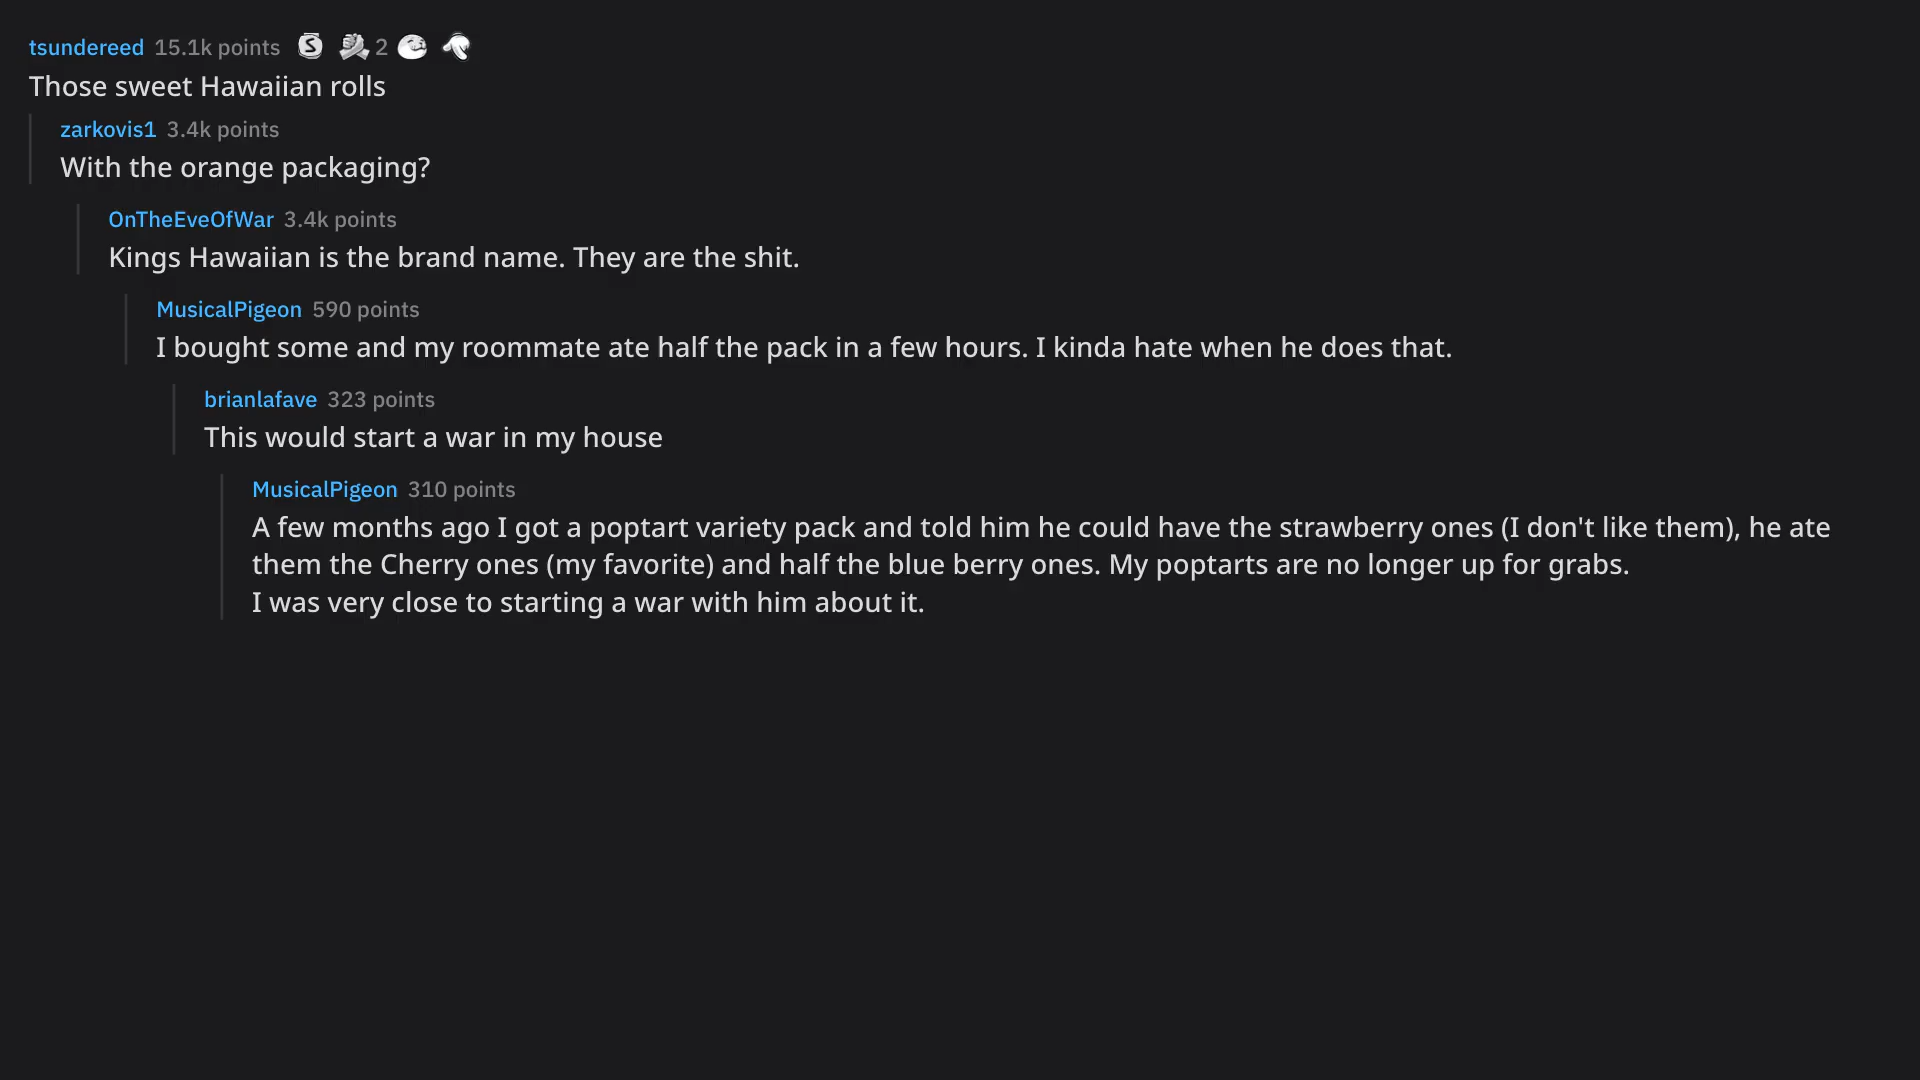 tsundereed 15.1k points 2
Those sweet Hawaiian rolls
zarkovis1 3.4k points
With the orange packaging?
OnTheEveOfWar 3.4k points
Kings Hawaiian is the brand name. They are the shit.
MusicalPigeon 590 points
I bought some and my roommate ate half the pack in a few hours. I kinda hate when he does that.
brianlafave 323 points
This would start a war in my house
MusicalPigeon 310 points
A few months ago I got a poptart variety pack and told him he could have the strawberry ones (I don't like them), he ate
them the Cherry ones (my favorite) and half the blue berry ones. My poptarts are no longer up for grabs.
I was very close to starting a war with him about it.